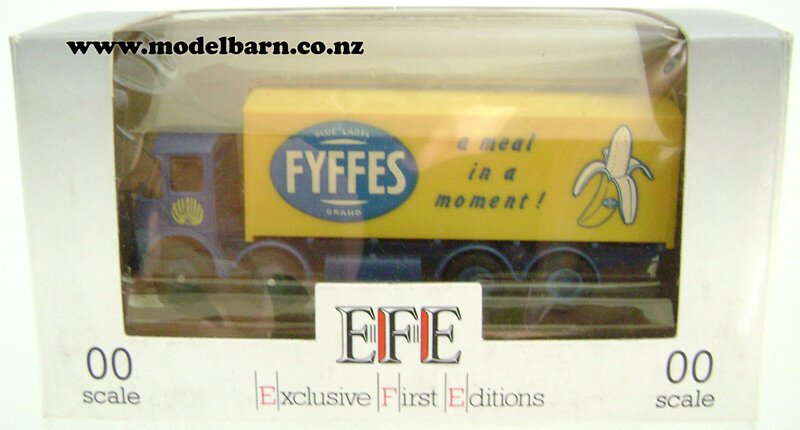 www.modelbarn.co.nz
BLUE LABEL
FYFFES
BRAND
a meal
in a
moment!
EFE
00
scale
Exclusive First Editions
00
scale